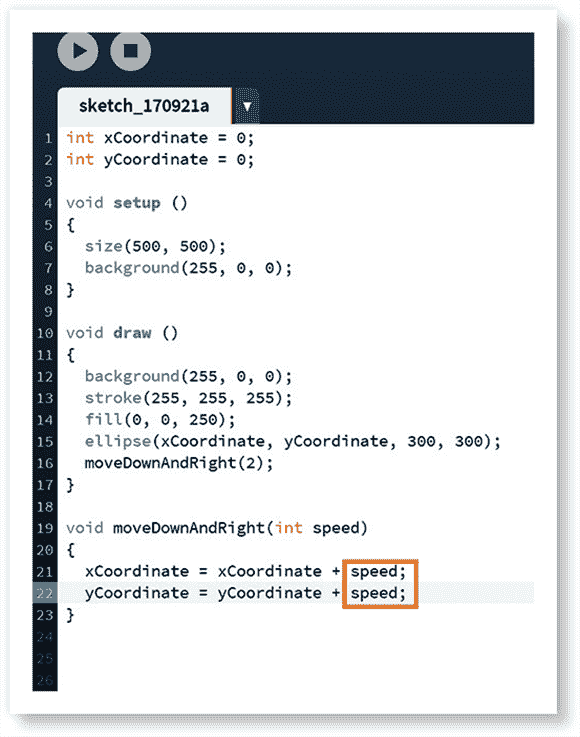 sketch_170921a
1 int xCoordinate = 0;
2 int yCoordinate = 0;
3
4 void setup ()
5 {
6   size(500, 500);
7   background(255, 0, 0);
8 }
9
10 void draw ()
11 {
12   background(255, 0, 0);
13   stroke(255, 255, 255);
14   fill(0, 0, 250);
15   ellipse(xCoordinate, yCoordinate, 300, 300);
16   moveDownAndRight(2);
17 }
18
19 void moveDownAndRight(int speed)
20 {
21   xCoordinate = xCoordinate + speed;
22   yCoordinate = yCoordinate + speed;
23 }
24
25
26